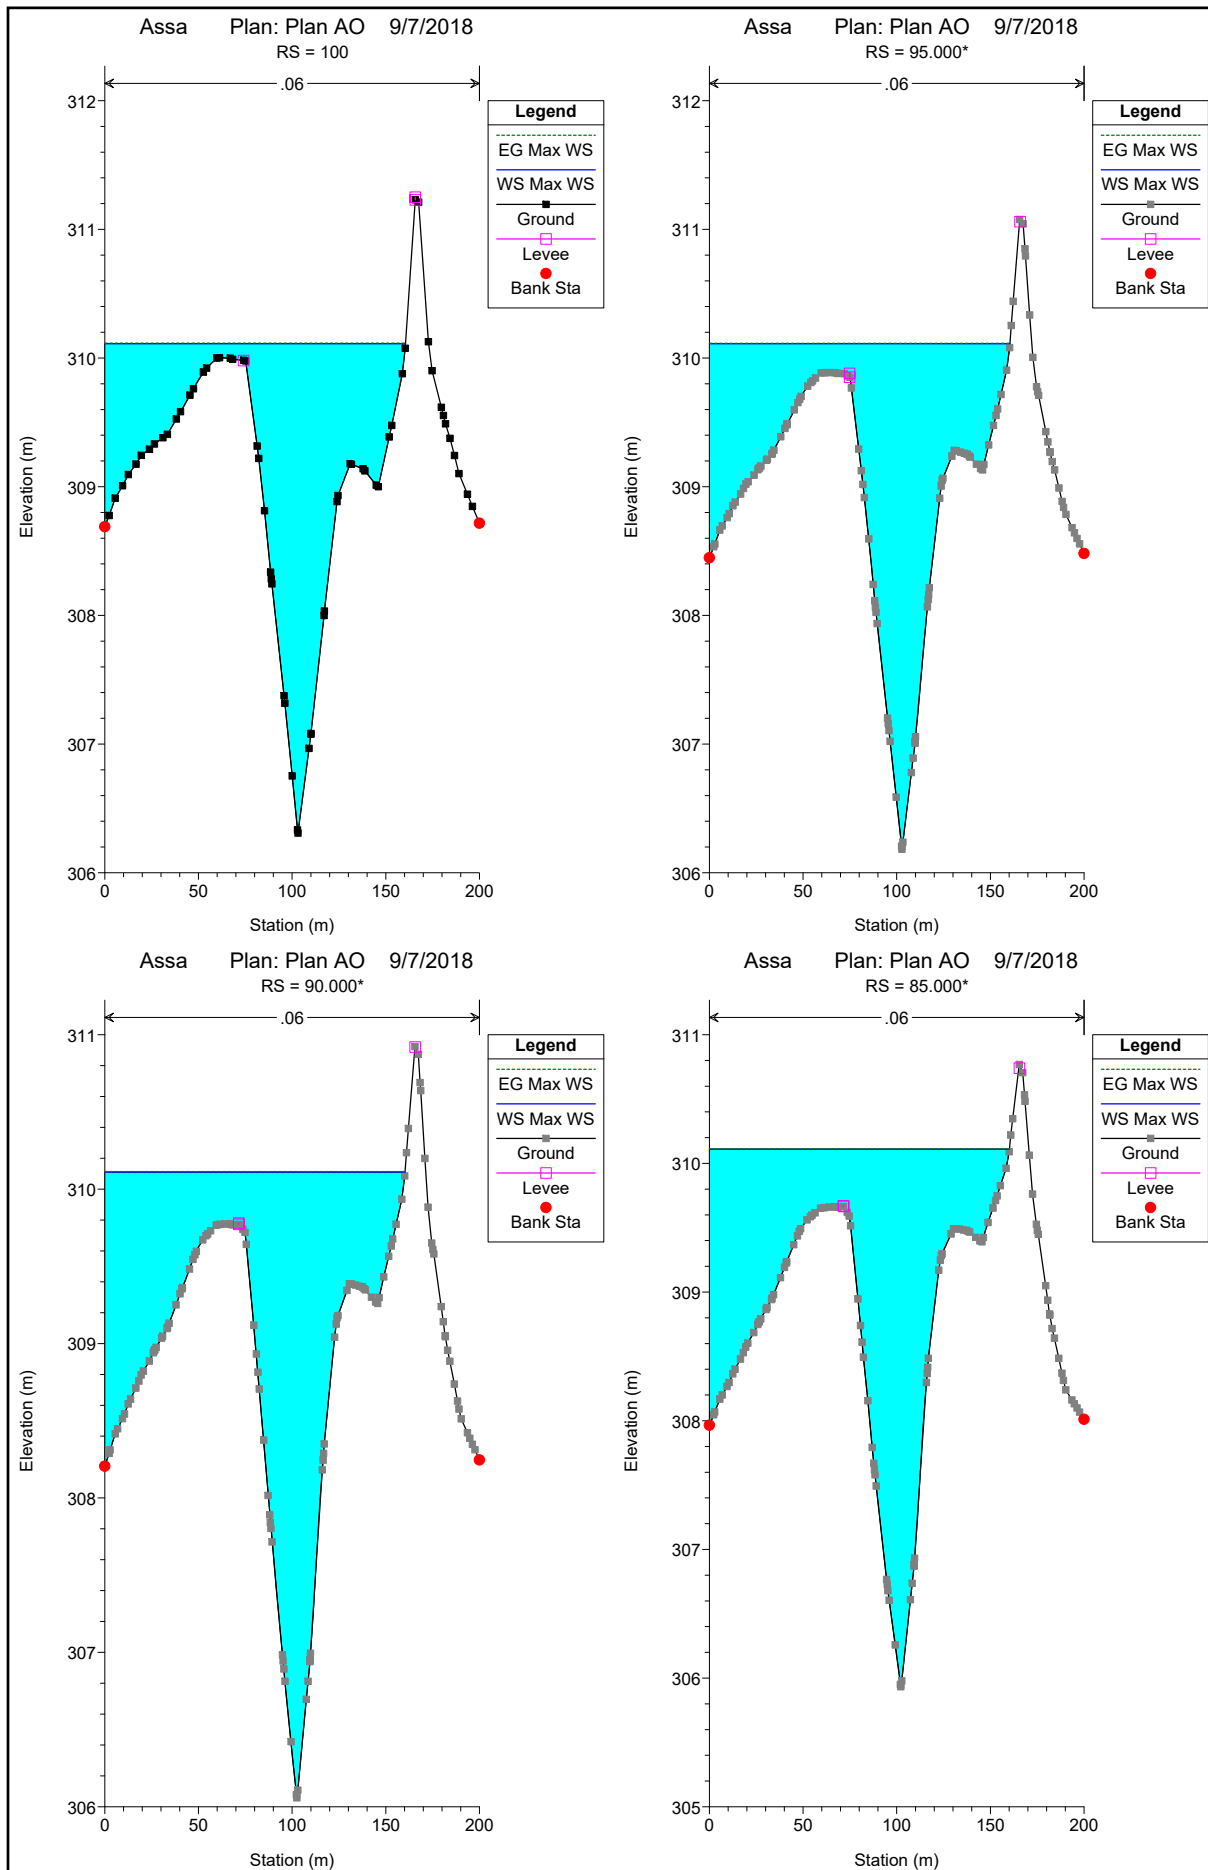 Assa Plan: Plan AO 9/7/2018
RS = 100
.06
Legend
EG Max WS
WS Max WS
Ground
Levee
Bank Sta
312
311
310
309
308
307
306
0 50 100 150 200
Elevation (m)
Station (m)
Assa Plan: Plan AO 9/7/2018
RS = 95.000*
.06
Legend
EG Max WS
WS Max WS
Ground
Levee
Bank Sta
312
311
310
309
308
307
306
0 50 100 150 200
Elevation (m)
Station (m)
Assa Plan: Plan AO 9/7/2018
RS = 90.000*
.06
Legend
EG Max WS
WS Max WS
Ground
Levee
Bank Sta
311
310
309
308
307
306
0 50 100 150 200
Elevation (m)
Station (m)
Assa Plan: Plan AO 9/7/2018
RS = 85.000*
.06
Legend
EG Max WS
WS Max WS
Ground
Levee
Bank Sta
311
310
309
308
307
306
305
0 50 100 150 200
Elevation (m)
Station (m)